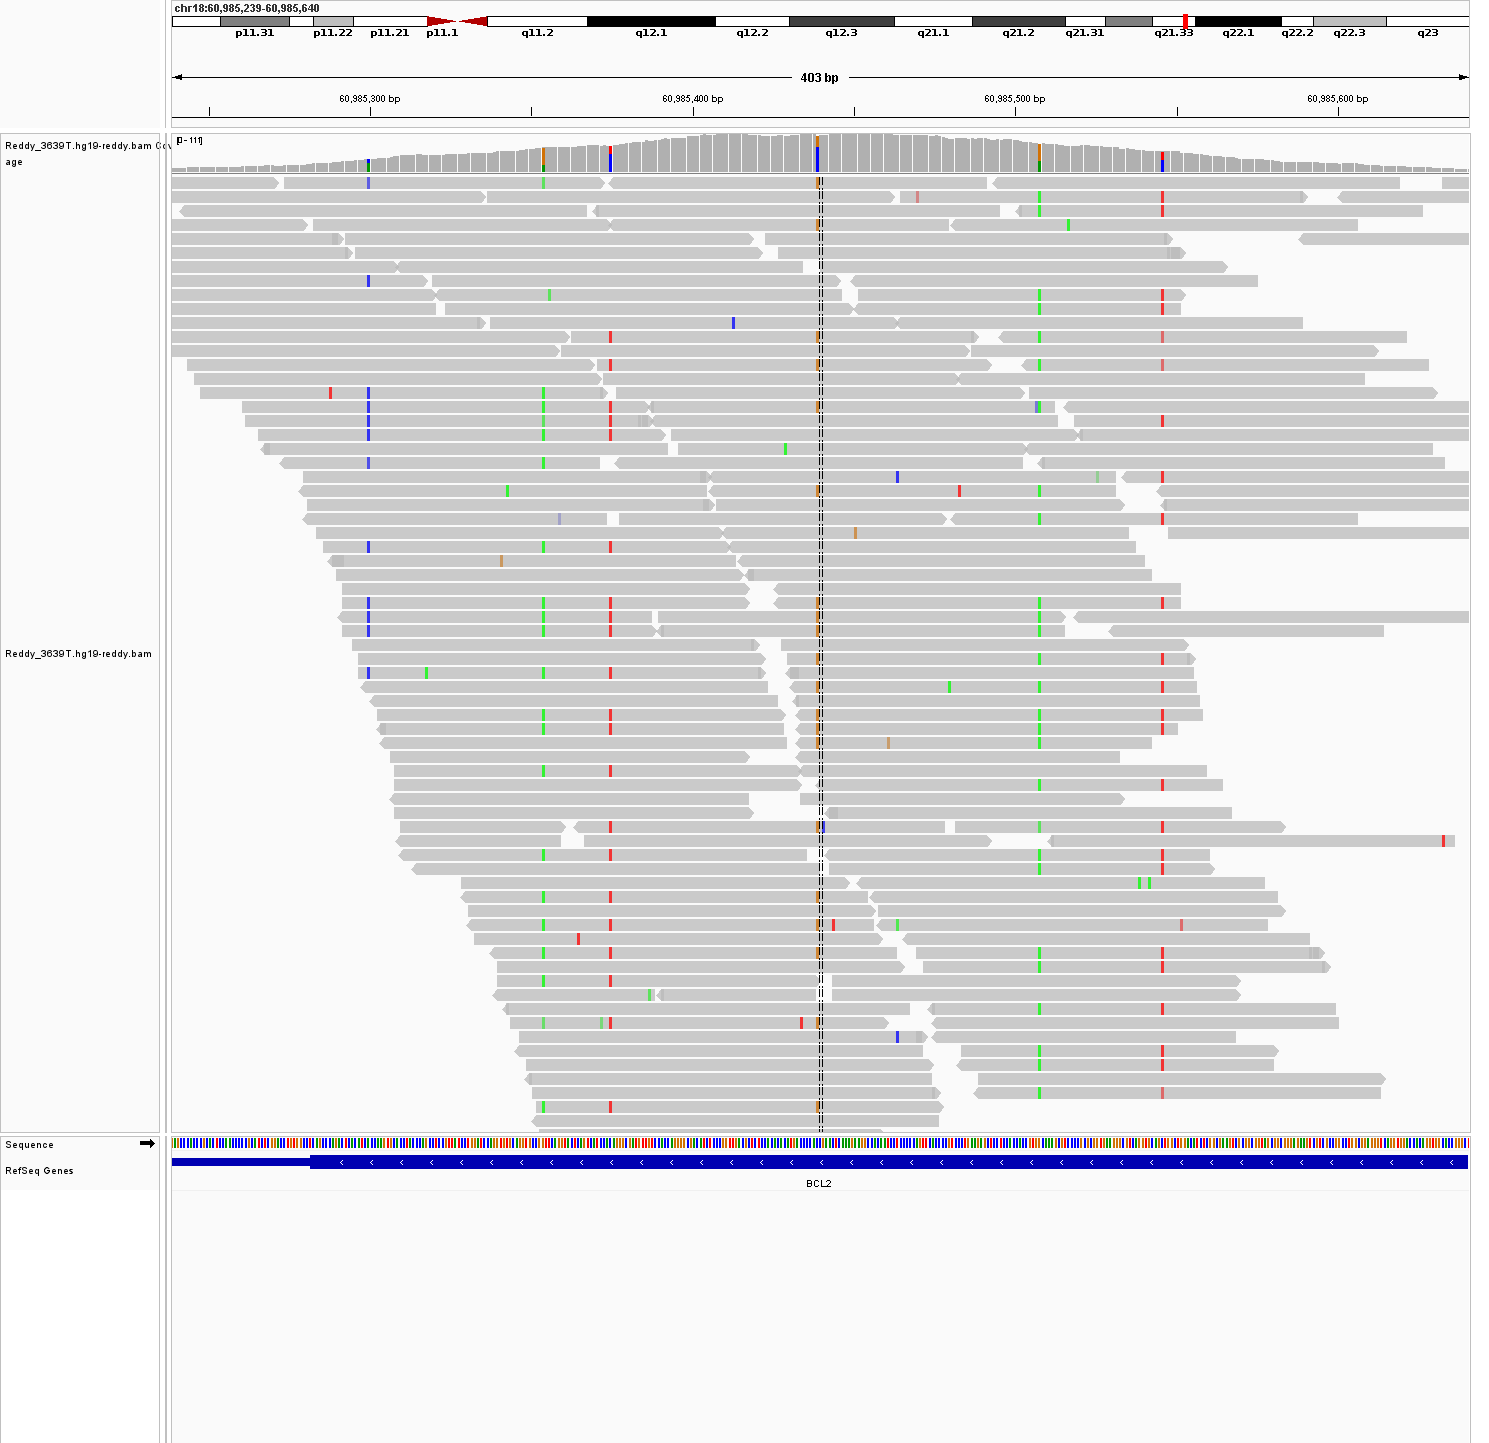 chr18:60,985,239-60,985,640
p11.31 p11.22 p11.21 p11.1 q11.2 q12.1 q12.2 q12.3 q21.1 q21.2 q21.31 q21.33 q22.1 q22.2 q22.3 q23
403 bp
60,985,300 bp 60,985,400 bp 60,985,500 bp 60,985,600 bp
Reddy_3639T.hg19-reddy.bam Cov
age
[0 - 111]
Reddy_3639T.hg19-reddy.bam
Sequence
RefSeq Genes
BCL2